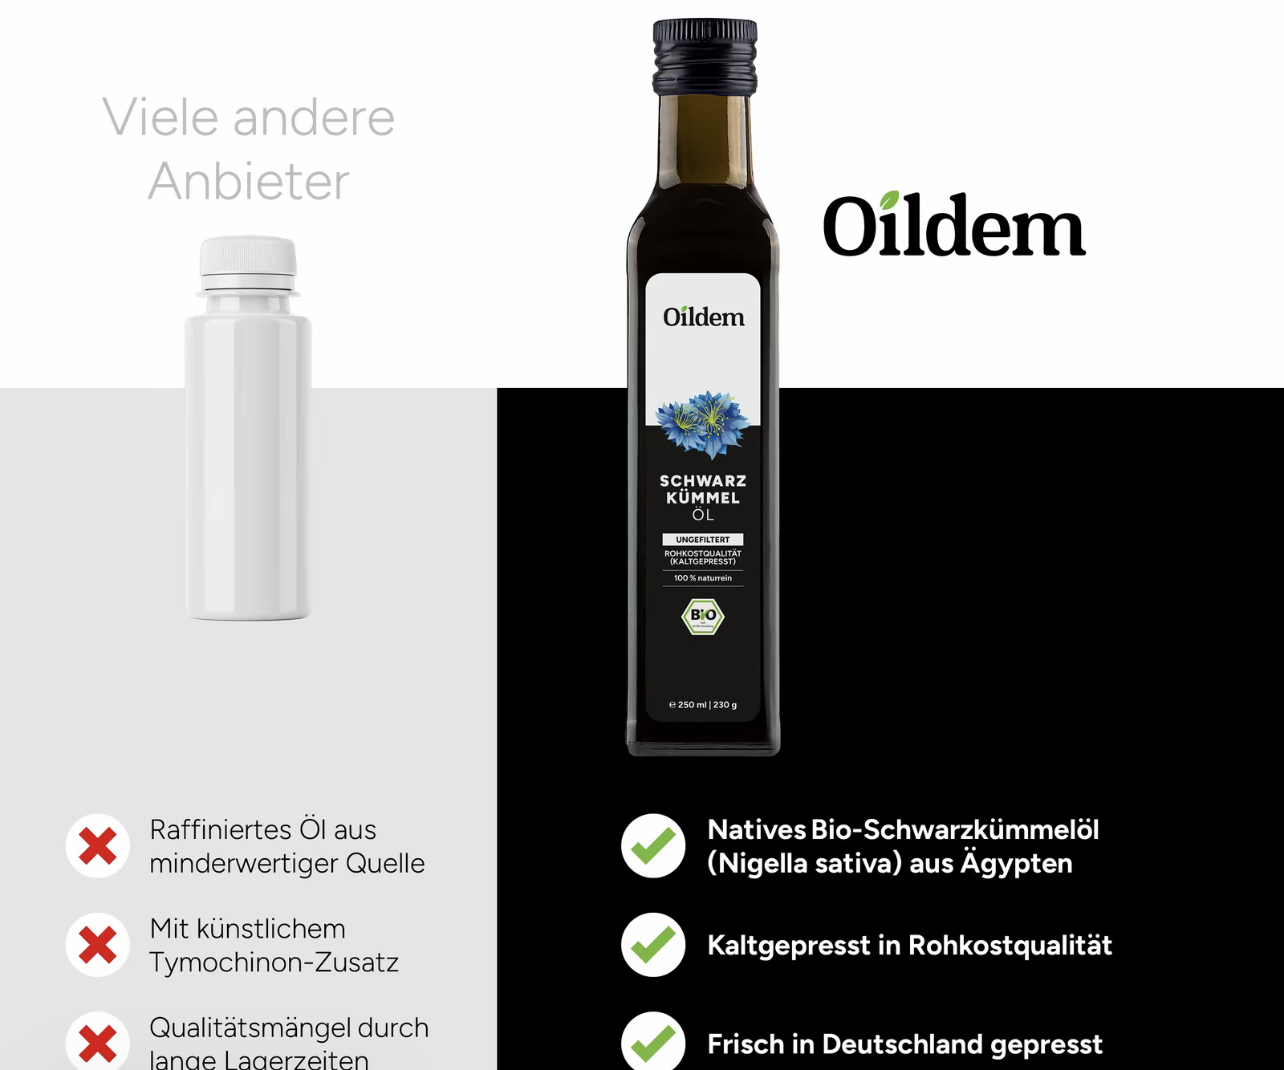 Viele andere
Anbieter
Oildem
Oildem
SCHWARZ
KÜMMEL
ÖL
UNGEFILTERT
ROHKOSTQUALITÄT
(KALTGEPRESST)
100 % naturrein
BIO
℮ 250 ml | 230 g
Raffiniertes Öl aus
minderwertiger Quelle
Mit künstlichem
Tymochinon-Zusatz
Qualitätsmängel durch
lange Lagerzeiten
Natives Bio-Schwarzkümmelöl
(Nigella sativa) aus Ägypten
Kaltgepresst in Rohkostqualität
Frisch in Deutschland gepresst